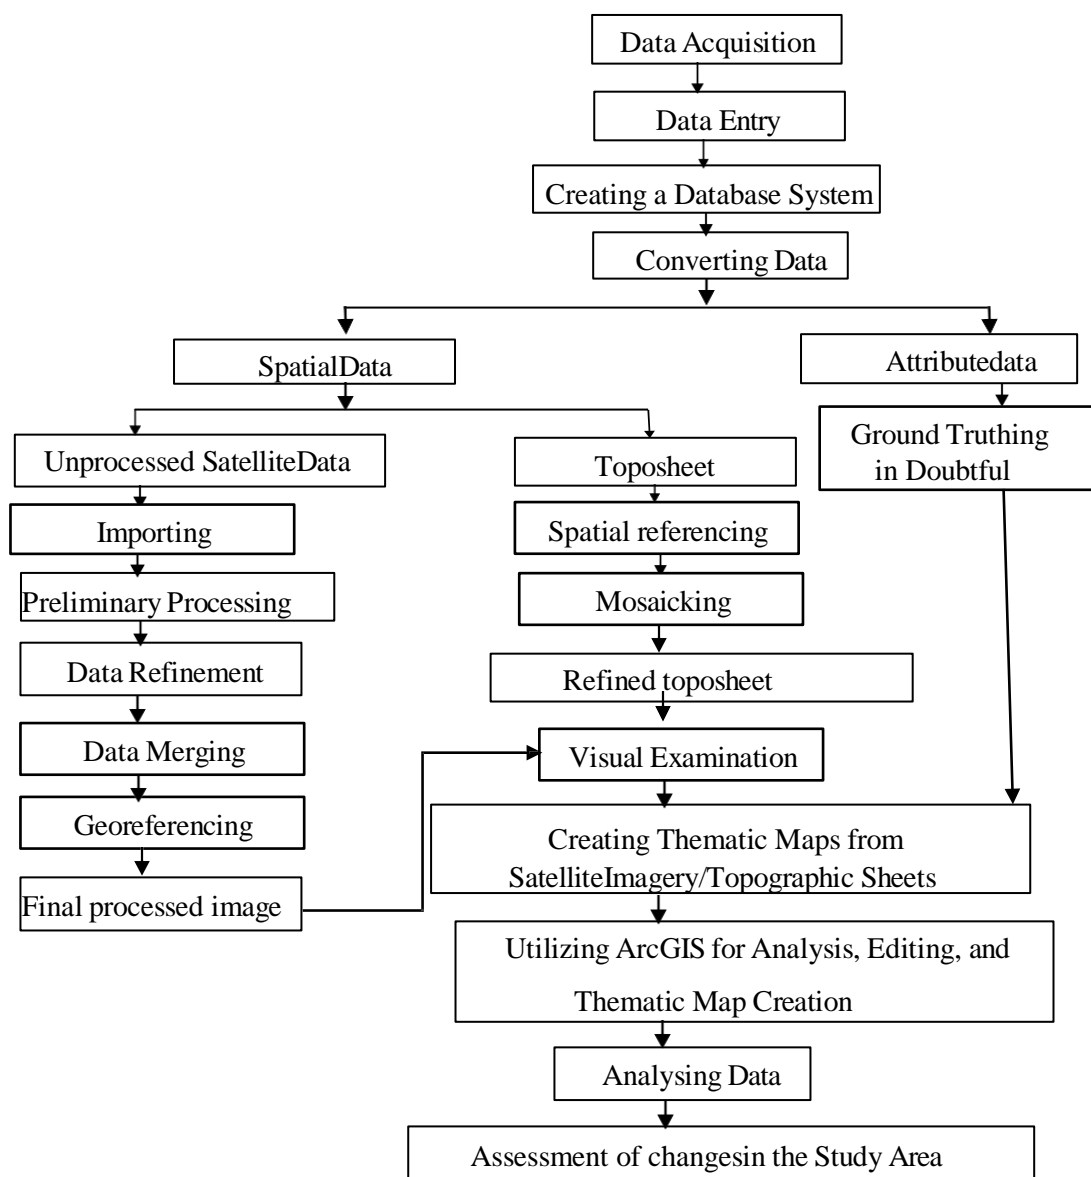 Data Acquisition
Data Entry
Creating a Database System
Converting Data
SpatialData
Attributedata
Unprocessed SatelliteData
Toposheet
Ground Truthing
in Doubtful
Importing
Spatial referencing
Preliminary Processing
Mosaicking
Data Refinement
Refined toposheet
Data Merging
Visual Examination
Georeferencing
Creating Thematic Maps from
SatelliteImagery/Topographic Sheets
Final processed image
Utilizing ArcGIS for Analysis, Editing, and
Thematic Map Creation
Analysing Data
Assessment of changesin the Study Area